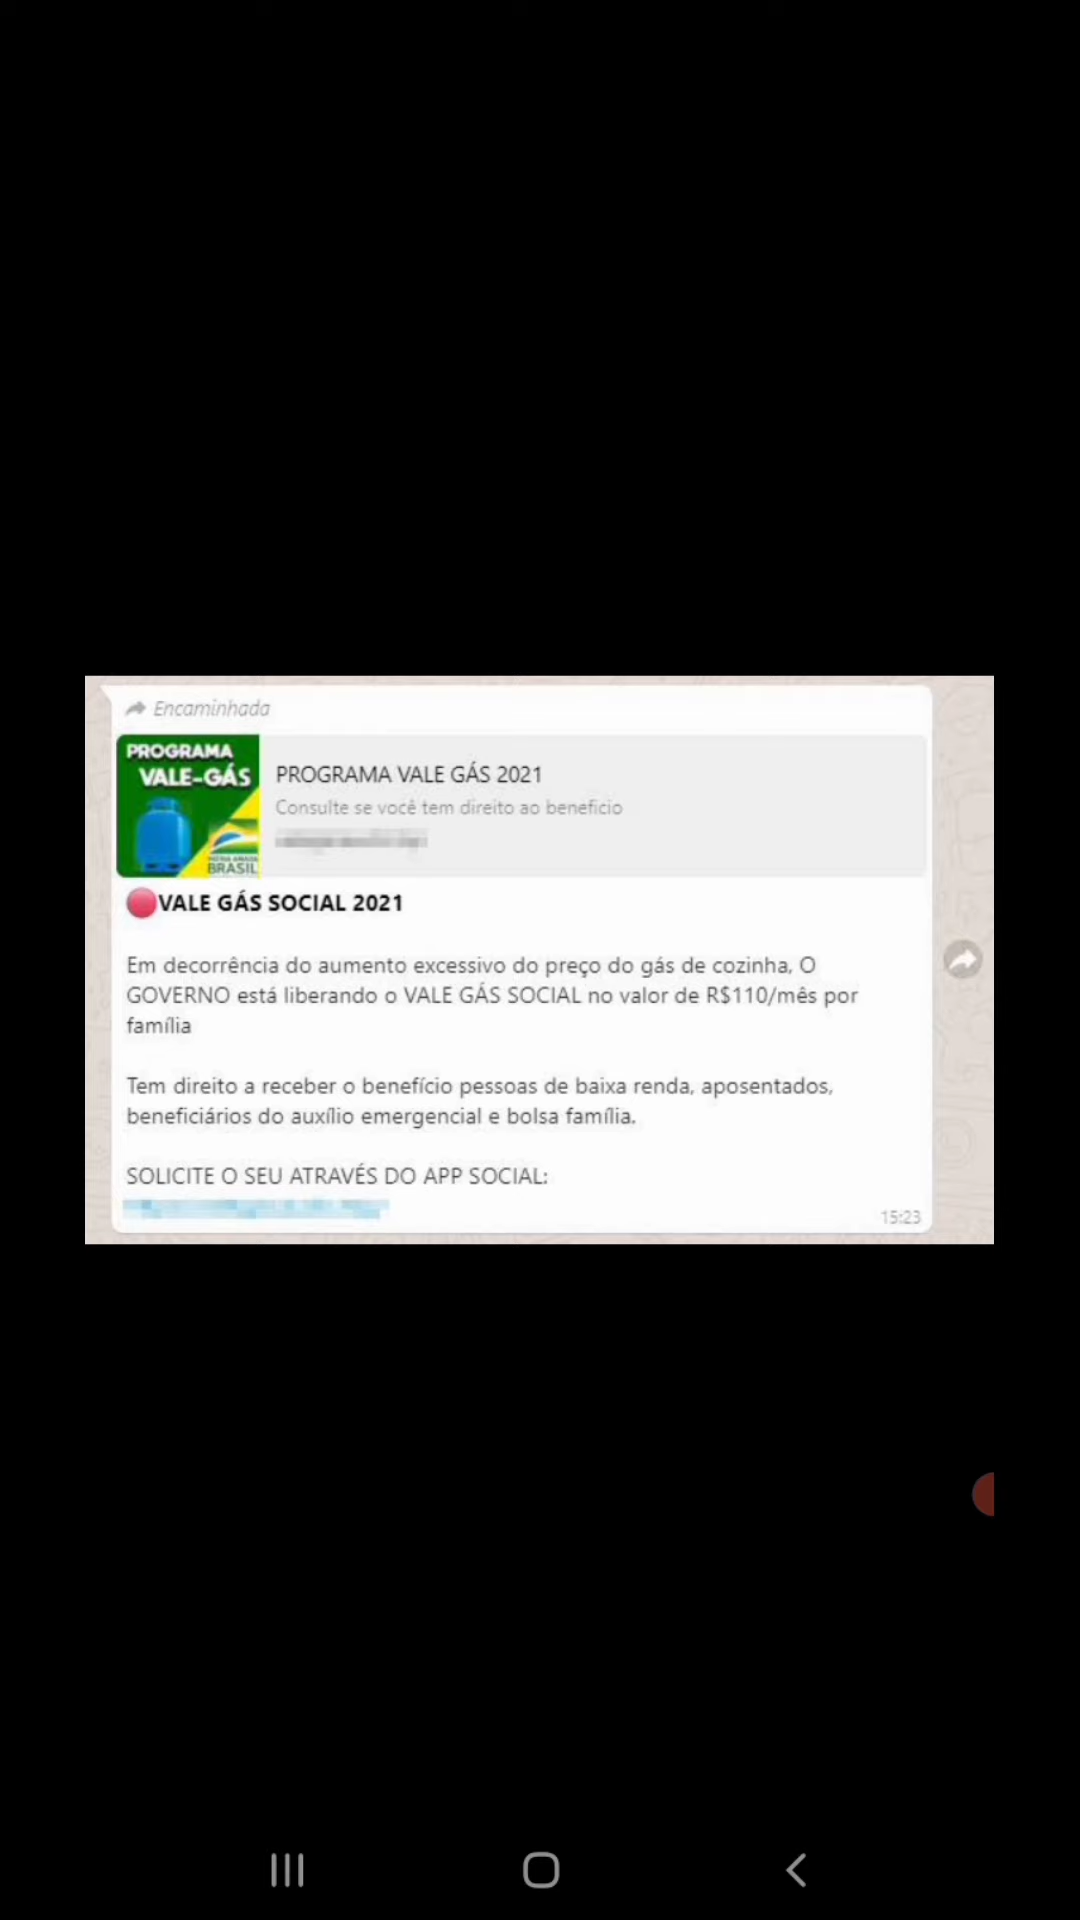 Encaminhada
PROGRAMA
VALE-GÁS
PÁTRIA AMADA
BRASIL
PROGRAMA VALE GÁS 2021
Consulte se você tem direito ao beneficio
VALE GÁS SOCIAL 2021
Em decorrência do aumento excessivo do preço do gás de cozinha, O
GOVERNO está liberando o VALE GÁS SOCIAL no valor de R$110/mês por
família
Tem direito a receber o benefício pessoas de baixa renda, aposentados,
beneficiários do auxílio emergencial e bolsa família.
SOLICITE O SEU ATRAVÉS DO APP SOCIAL:
15:23